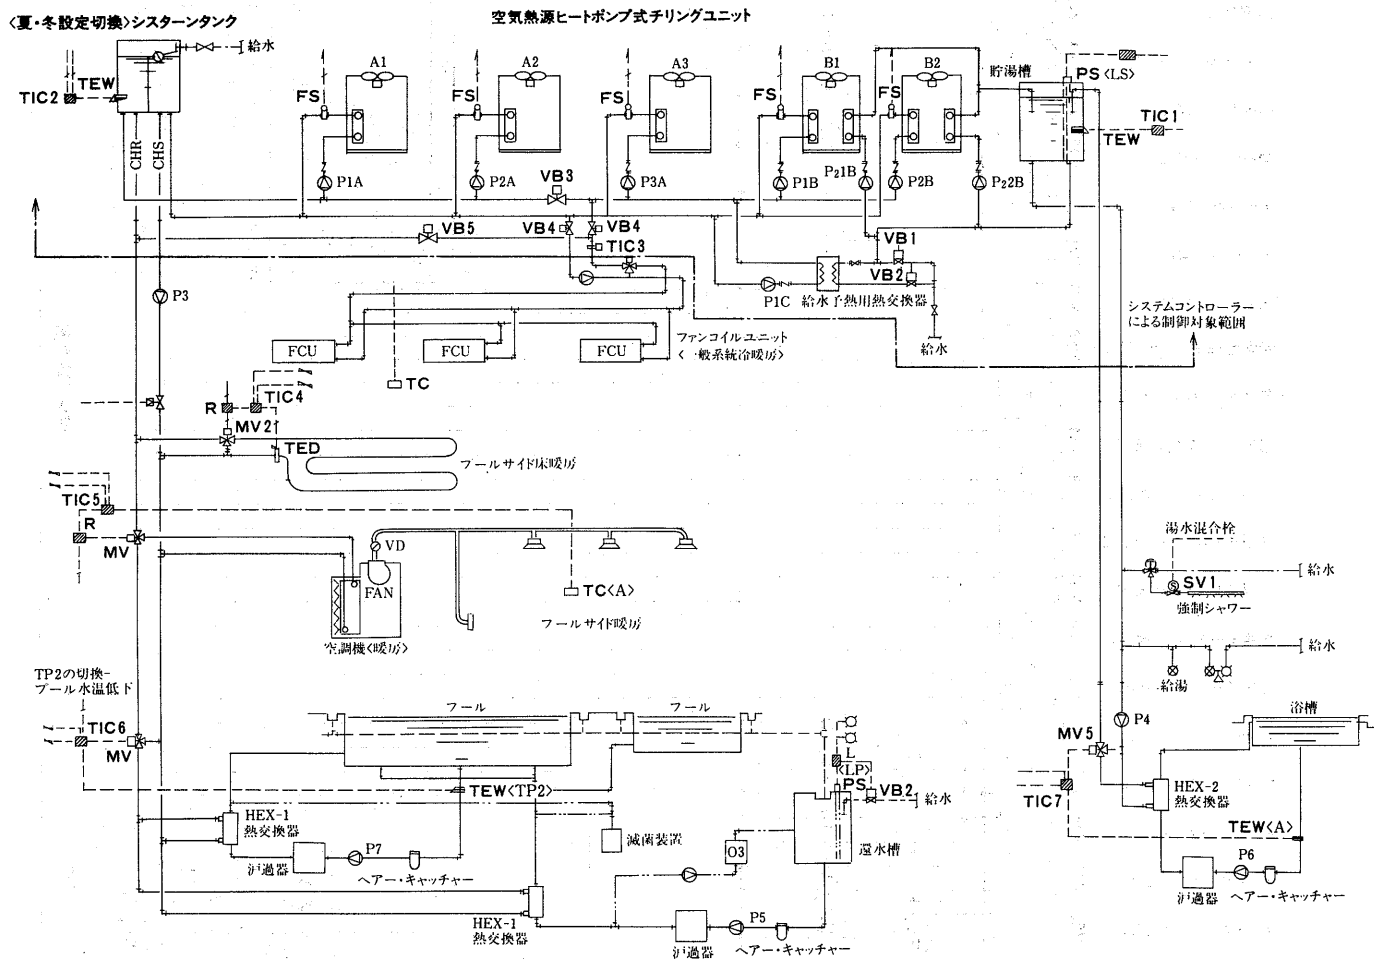 〈夏・冬設定切換〉シスターンタンク
空気熱源ヒートポンプ式チリングユニット
給水
TEW
TIC2
CHR
CHS
A1
FS
P1A
A2
FS
P2A
A3
FS
P3A
B1
FS
P1B
P₂1B
B2
FS
P2B
P₂2B
貯湯槽
PS〈LS〉
TIC1
TEW
VB3
VB5
VB4
VB4
TIC3
VB1
VB2
P1C
給水予熱用熱交換器
給水
P3
FCU
FCU
FCU
ファンコイルユニット
〈一般系統冷暖房〉
TC
システムコントローラー
による制御対象範囲
R
TIC4
MV2
TED
プールサイド床暖房
TIC5
R
MV
VD
FAN
空調機〈暖房〉
TC〈A〉
プールサイド暖房
湯水混合栓
給水
SV1
強制シャワー
給水
給湯
TP2の切換-
プール水温低下
TIC6
MV
プール
プール
TEW〈TP2〉
HEX-1
熱交換器
沪過器
P7
ヘアー・キャッチャー
滅菌装置
L
〈LP〉
PS
VB2
給水
還水槽
O3
HEX-1
熱交換器
沪過器
P5
ヘアー・キャッチャー
P4
MV5
TIC7
浴槽
HEX-2
熱交換器
TEW〈A〉
P6
沪過器
ヘアー・キャッチャー